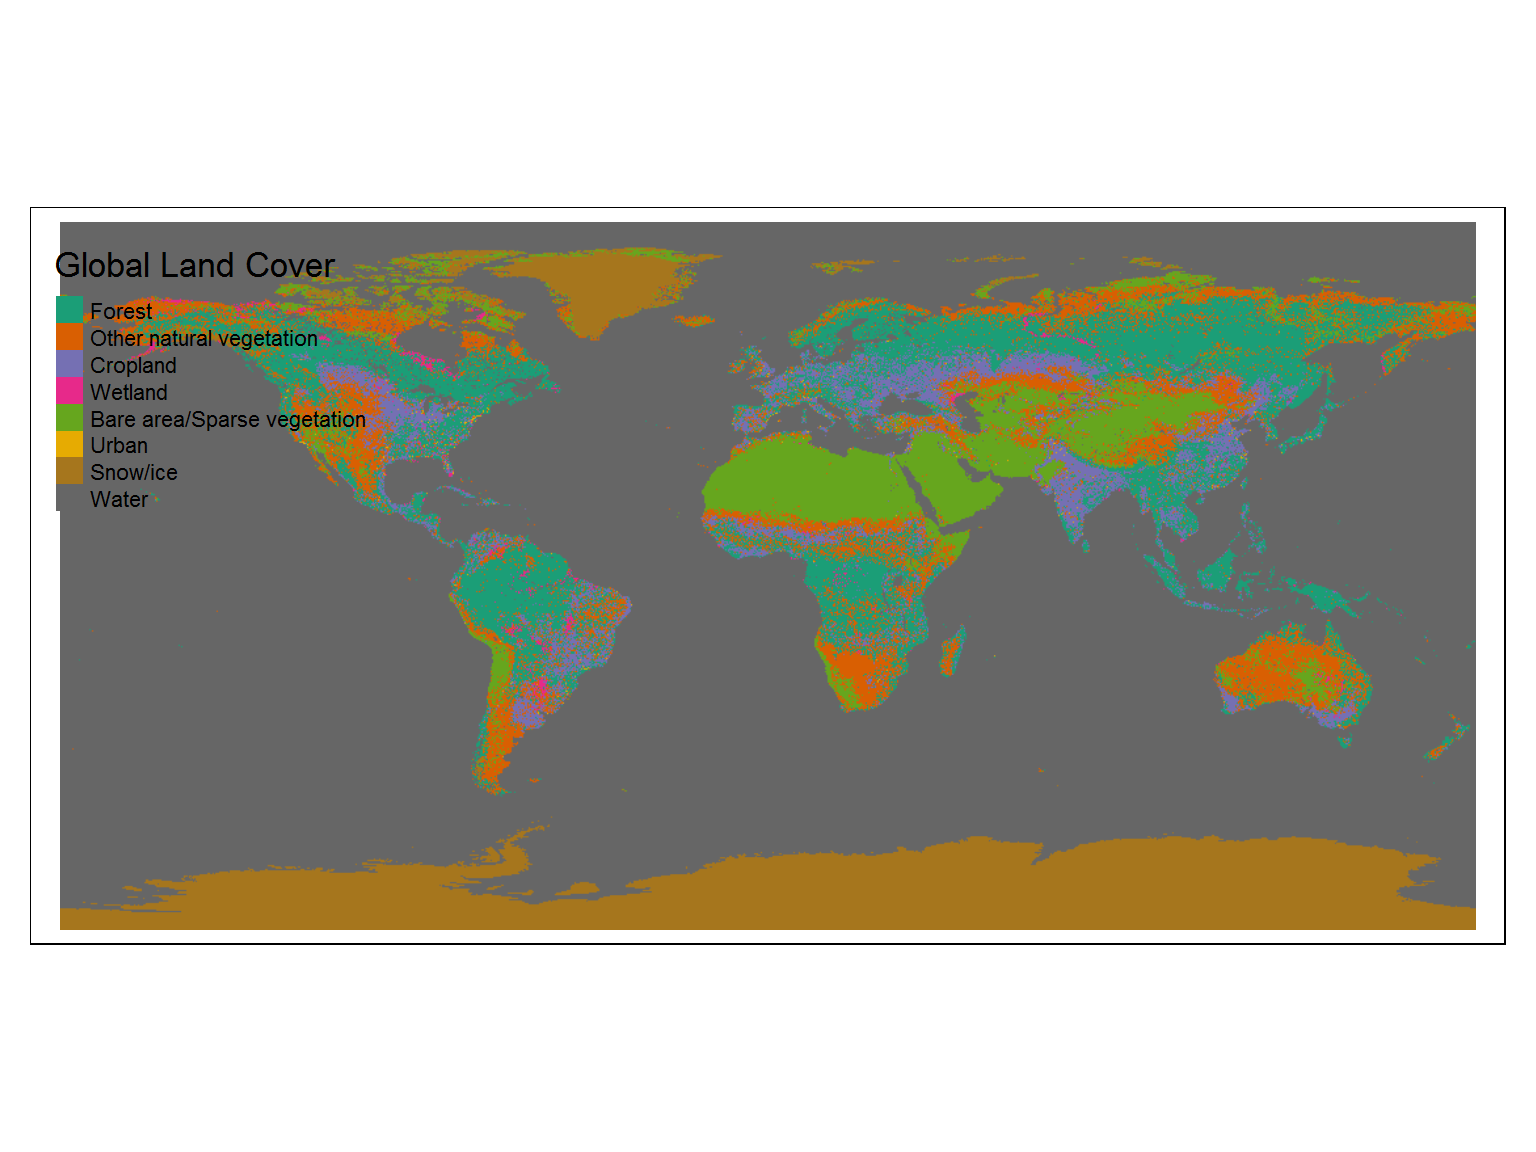 Global Land Cover
Forest
Other natural vegetation
Cropland
Wetland
Bare area/Sparse vegetation
Urban
Snow/ice
Water